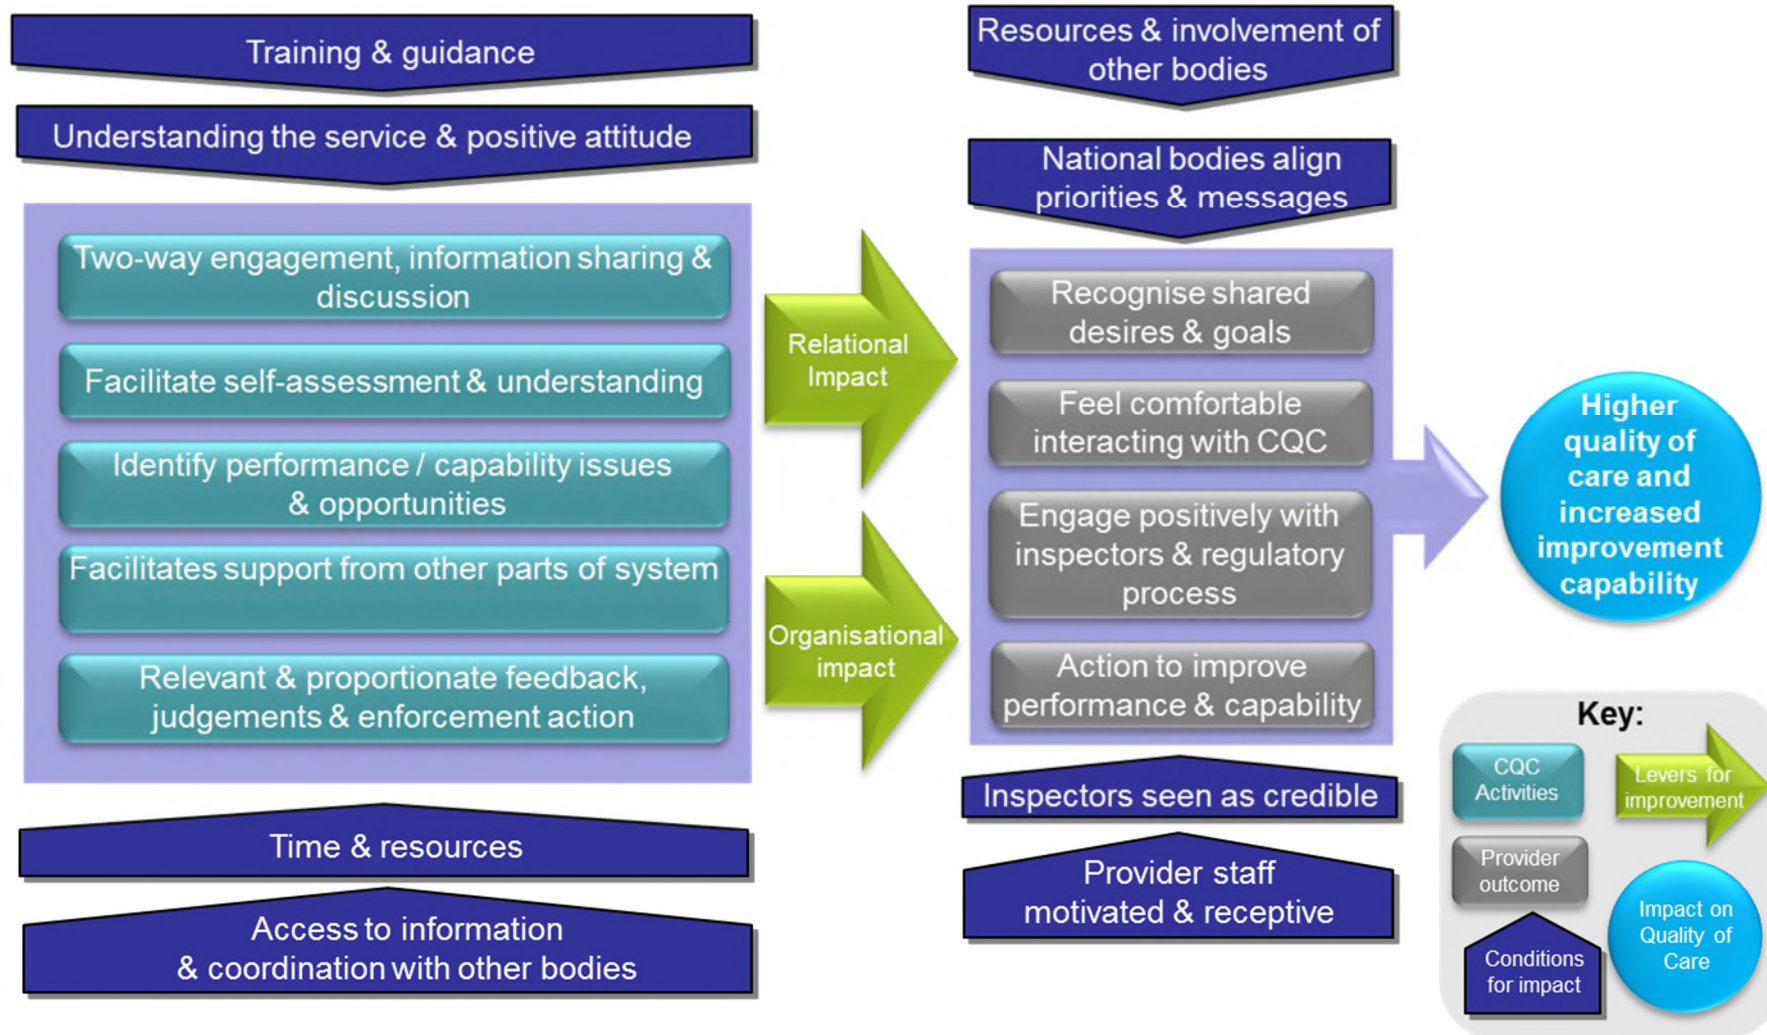 Training & guidance
Understanding the service & positive attitude
Two-way engagement, information sharing &
discussion
Facilitate self-assessment & understanding
Identify performance / capability issues
& opportunities
Facilitates support from other parts of system
Relevant & proportionate feedback,
judgements & enforcement action
Time & resources
Access to information
& coordination with other bodies
Relational
Impact
Organisational
impact
Resources & involvement of
other bodies
National bodies align
priorities & messages
Recognise shared
desires & goals
Feel comfortable
interacting with CQC
Engage positively with
inspectors & regulatory
process
Action to improve
performance & capability
Inspectors seen as credible
Provider staff
motivated & receptive
Higher
quality of
care and
increased
improvement
capability
Key:
CQC
Activities
Levers for
improvement
Provider
outcome
Conditions
for impact
Impact on
Quality of
Care